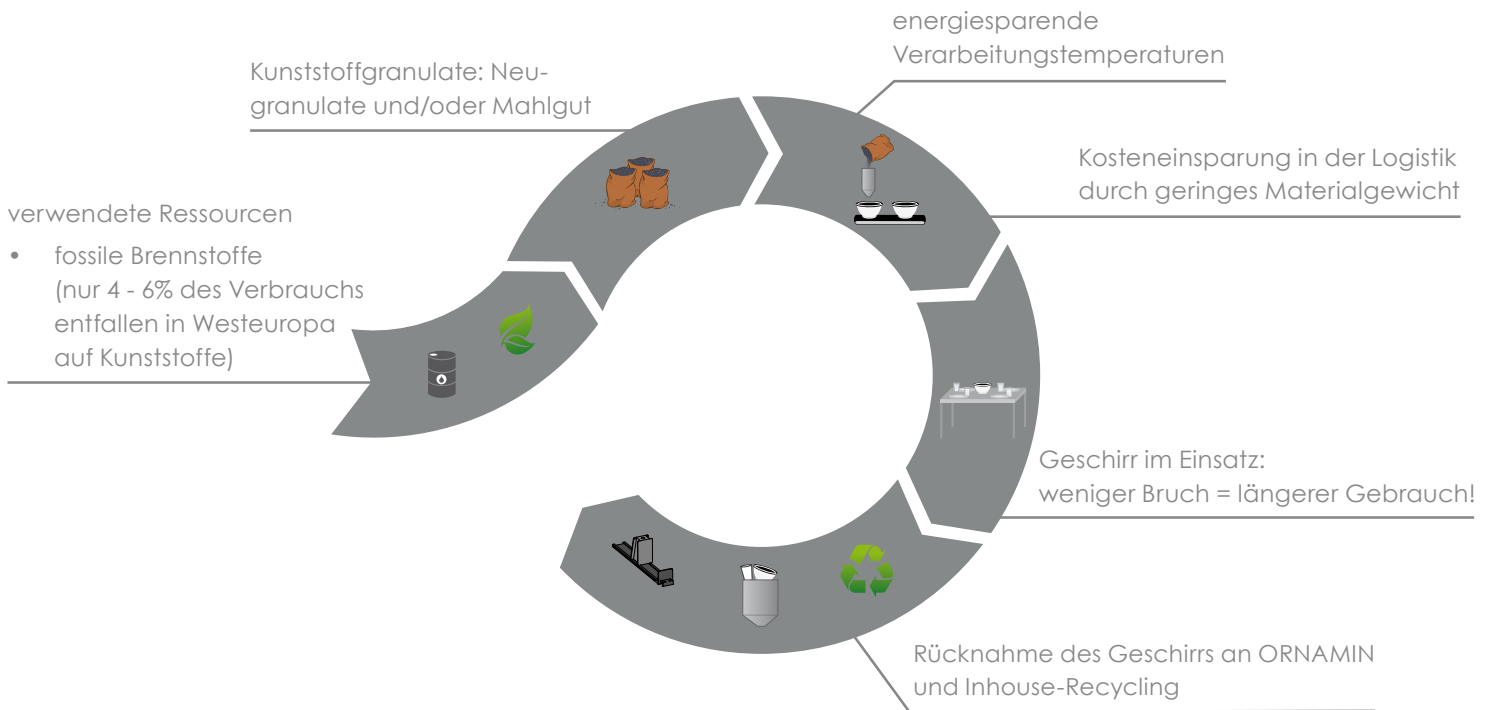 energiesparende
Verarbeitungstemperaturen
Kunststoffgranulate: Neu-
granulate und/oder Mahlgut
Kosteneinsparung in der Logistik
durch geringes Materialgewicht
verwendete Ressourcen
• fossile Brennstoffe
(nur 4 - 6% des Verbrauchs
entfallen in Westeuropa
auf Kunststoffe)
Geschirr im Einsatz:
weniger Bruch = längerer Gebrauch!
Rücknahme des Geschirrs an ORNAMIN
und Inhouse-Recycling